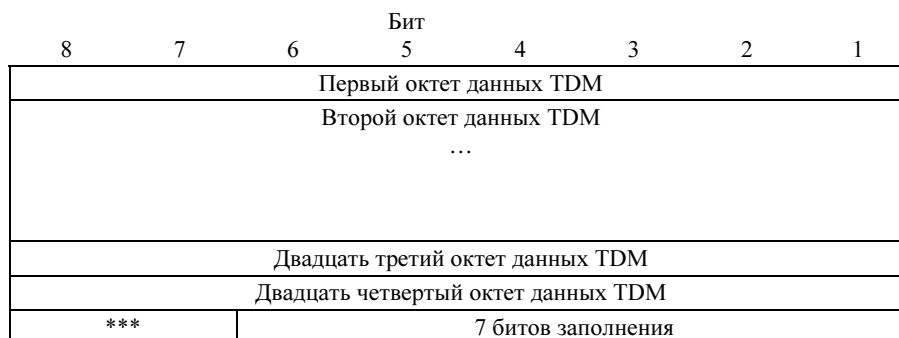 Бит
8 7 6 5 4 3 2 1
Первый октет данных TDM
Второй октет данных TDM
…
Двадцать третий октет данных TDM
Двадцать четвертый октет данных TDM
*** 7 битов заполнения